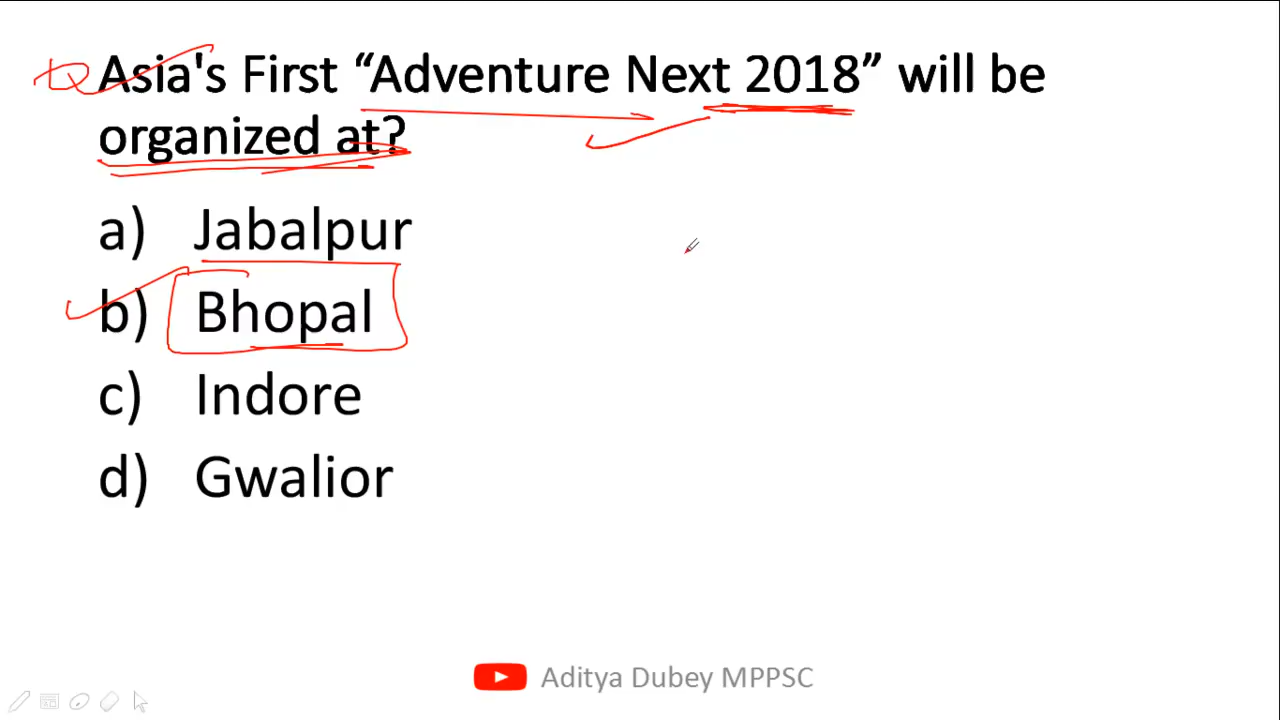 Asia's First “Adventure Next 2018” will be
organized at?
a) Jabalpur
b) Bhopal
c) Indore
d) Gwalior
Aditya Dubey MPPSC